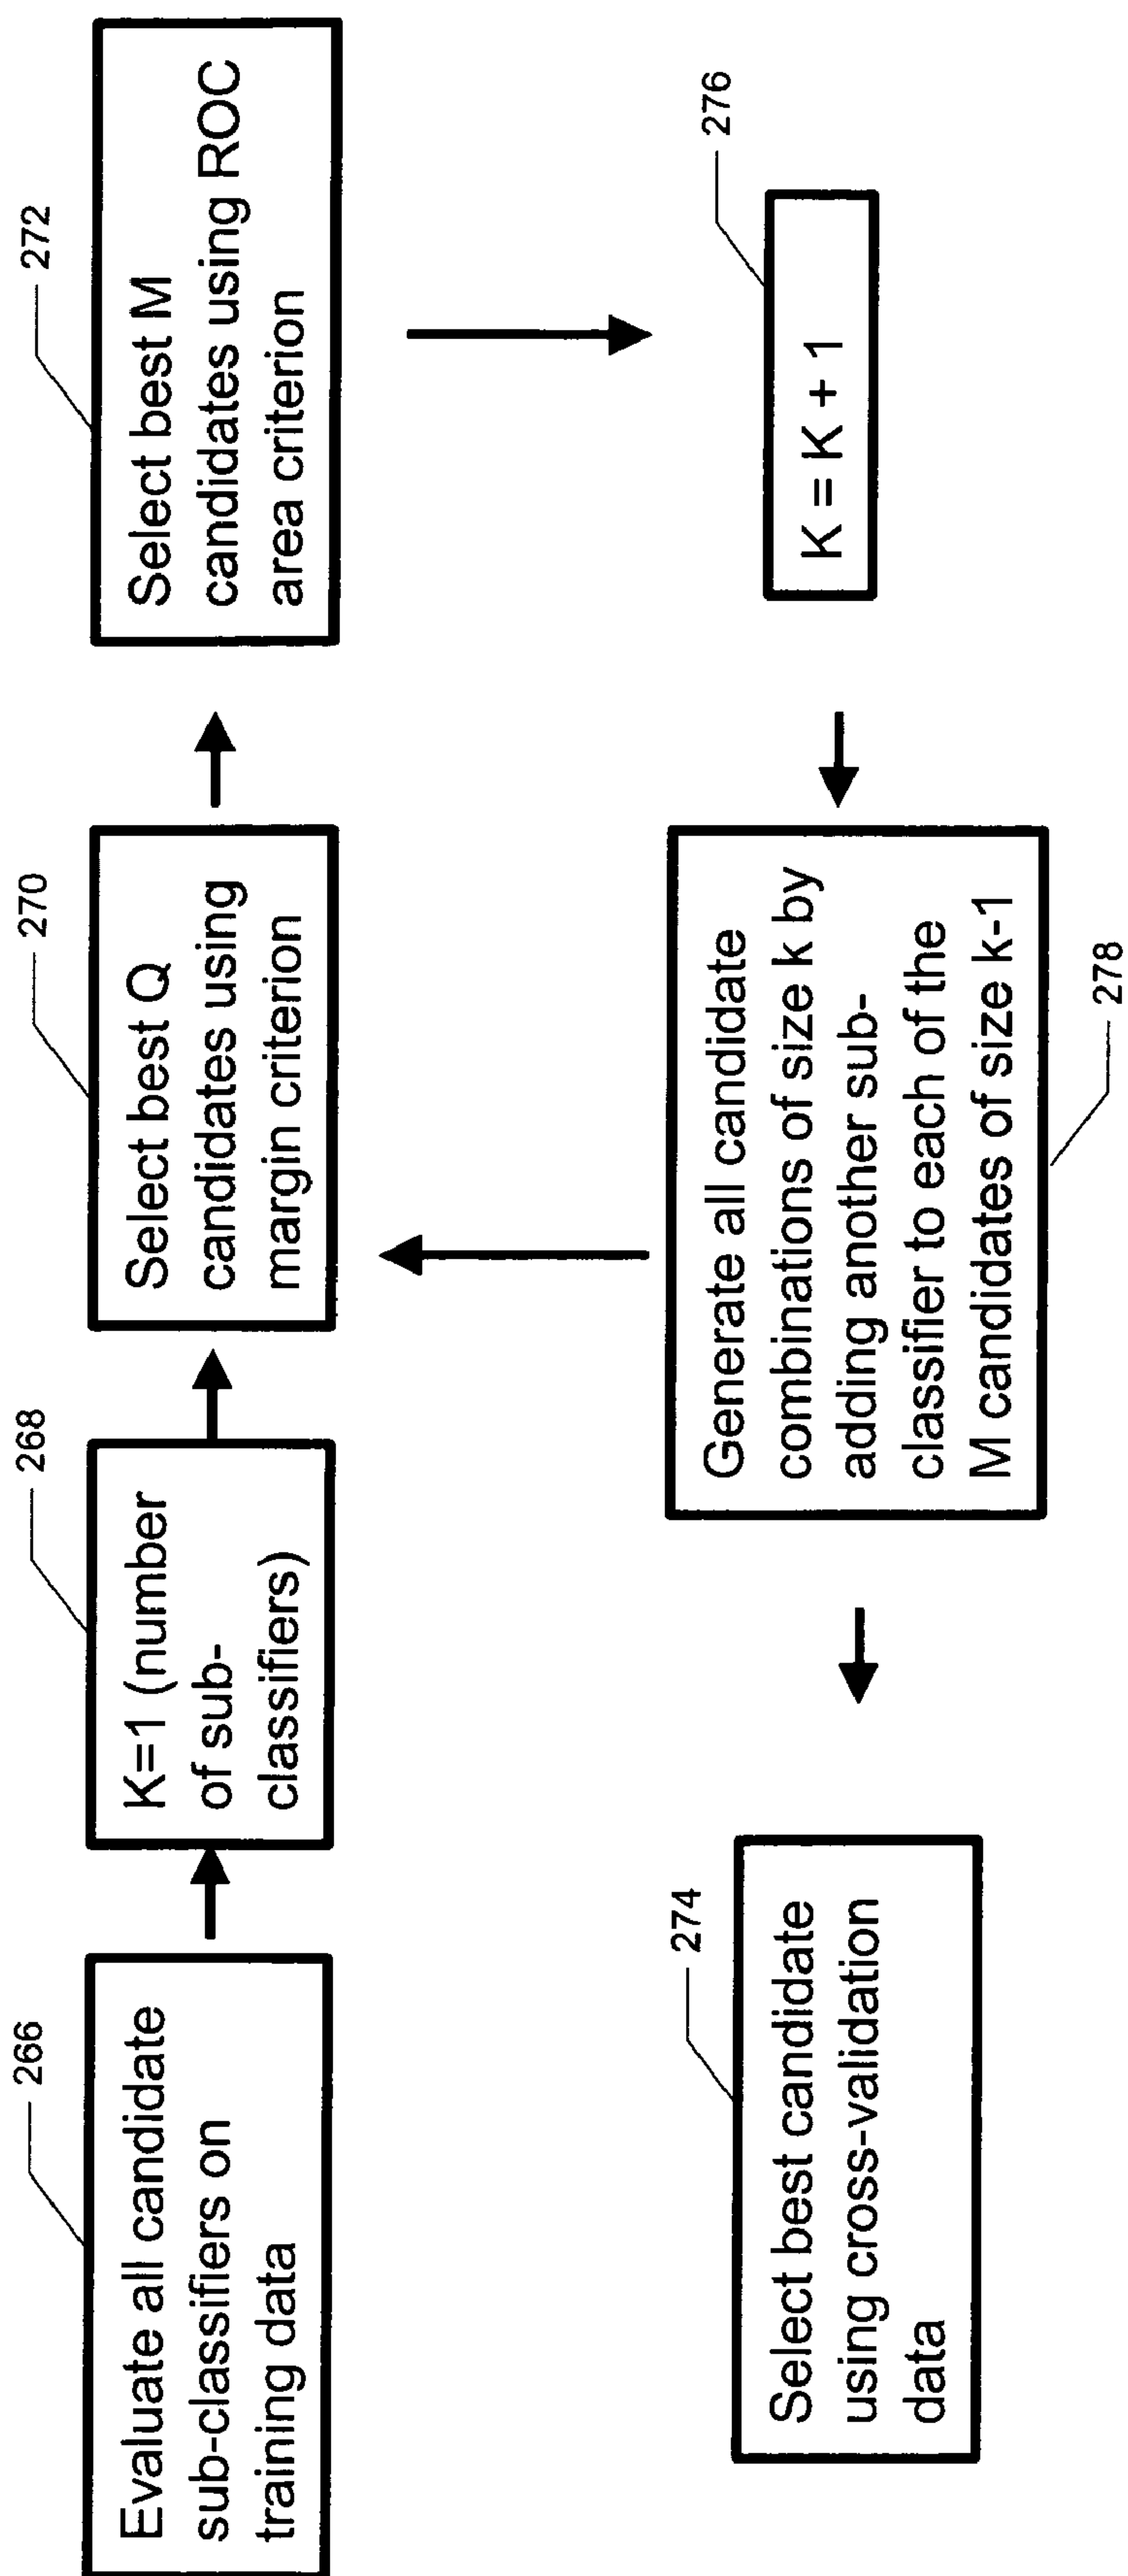 266
Evaluate all candidate
sub-classifiers on
training data
268
K=1 (number
of sub-
classifiers)
270
Select best Q
candidates using
margin criterion
272
Select best M
candidates using ROC
area criterion
274
Select best candidate
using cross-validation
data
Generate all candidate
combinations of size k by
adding another sub-
classifier to each of the
M candidates of size k-1
278
276
K = K + 1